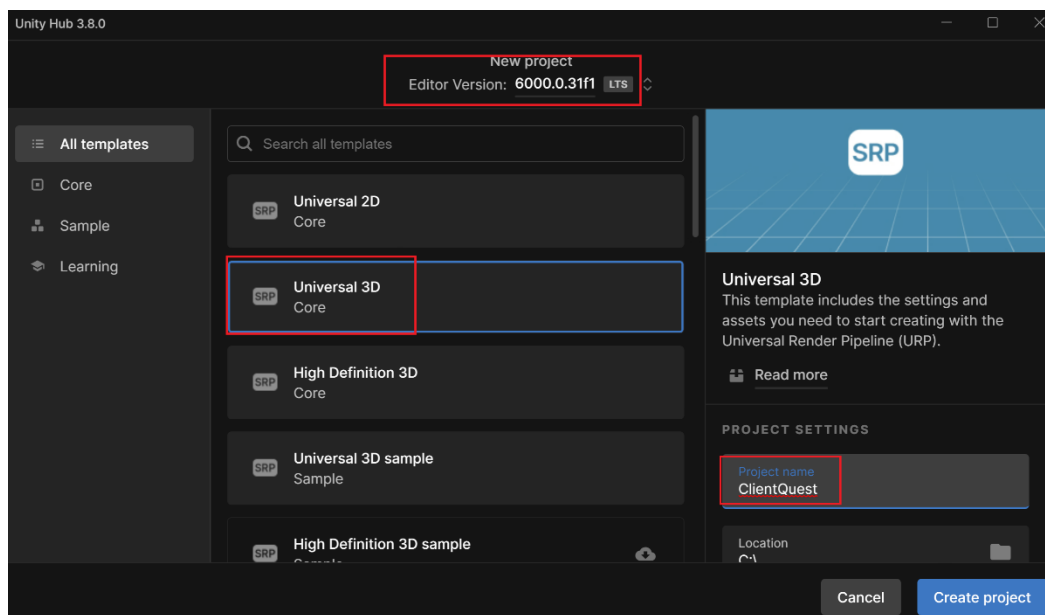 Unity Hub 3.8.0
New project
Editor Version: 6000.0.31f1 LTS
All templates
Core
Sample
Learning
Search all templates
SRP
Universal 2D
Core
SRP
Universal 3D
Core
SRP
High Definition 3D
Core
SRP
Universal 3D sample
Sample
SRP
High Definition 3D sample
Sample
SRP
Universal 3D
This template includes the settings and
assets you need to start creating with the
Universal Render Pipeline (URP).
Read more
PROJECT SETTINGS
Project name
ClientQuest
Location
C:\
Cancel
Create project